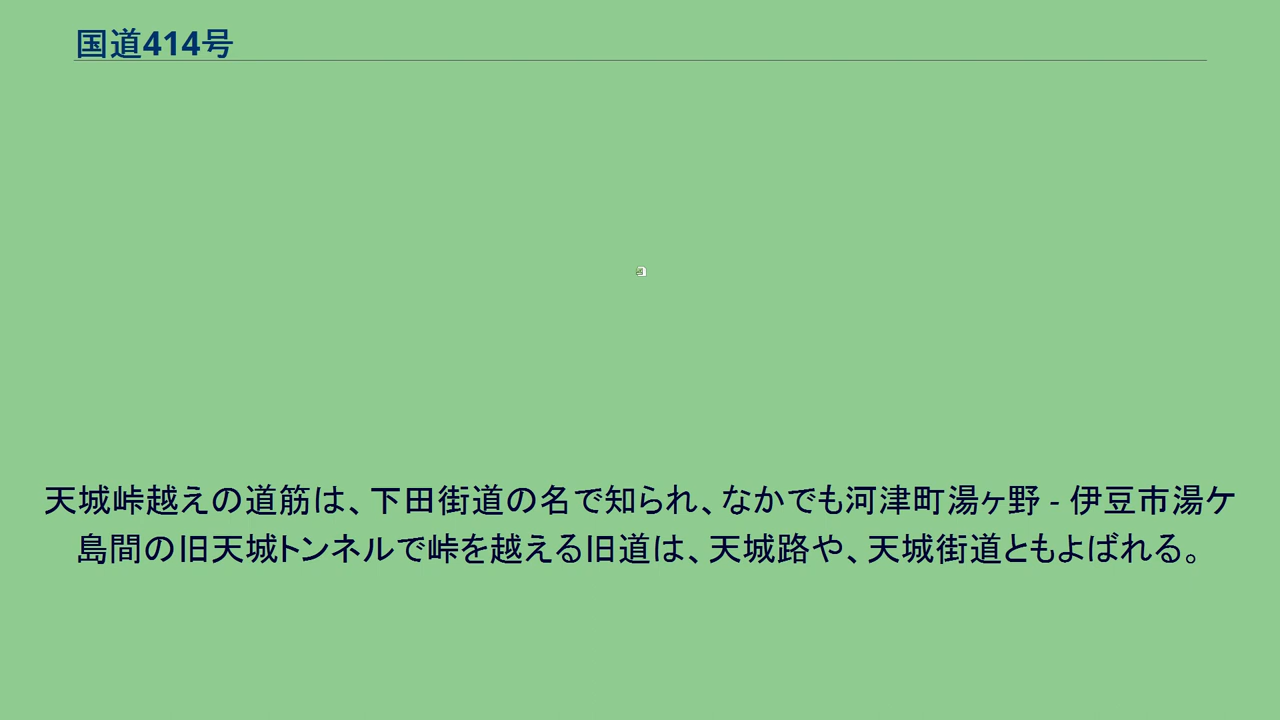 国道414号
天城峠越えの道筋は、下田街道の名で知られ、なかでも河津町湯ヶ野 - 伊豆市湯ケ
島間の旧天城トンネルで峠を越える旧道は、天城路や、天城街道ともよばれる。